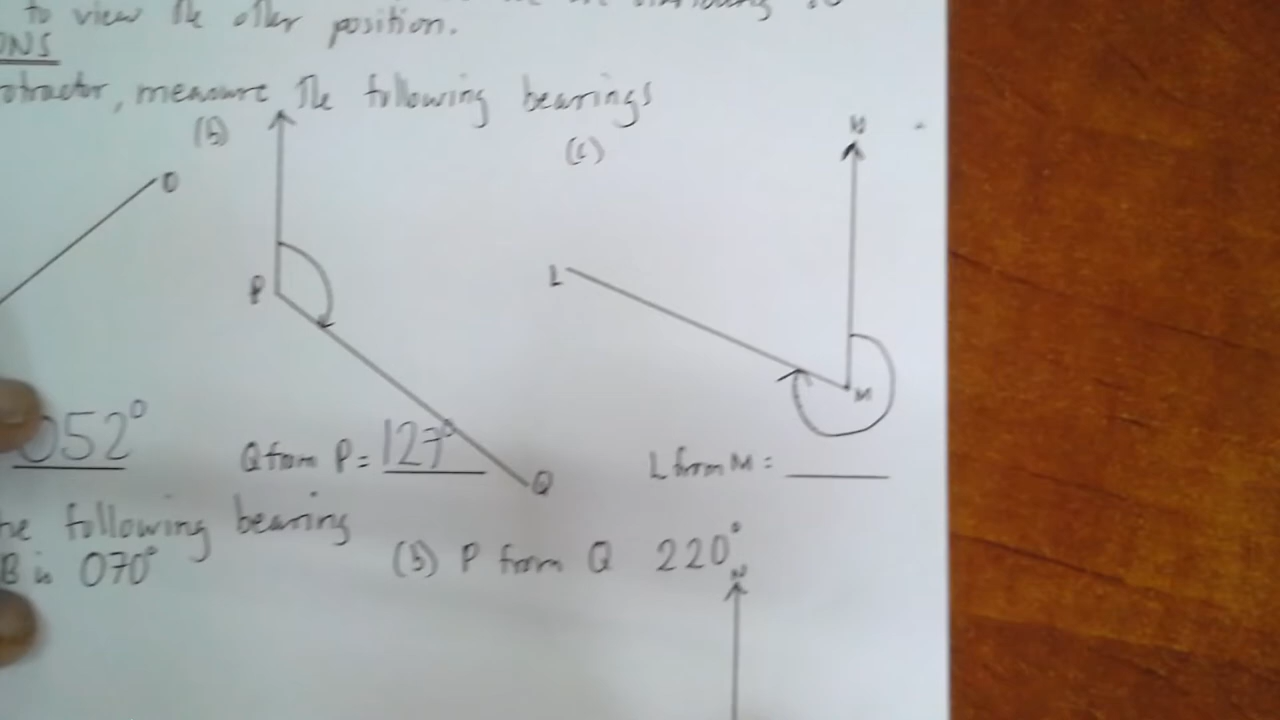 to view the other position.
ONS
otractor, measure the following bearings
(b)
(c)
N
D
L
P
M
052°
Q from P = 127°
Q
L from M =
he following bearing
B is 070°
(b) P from Q 220°
N